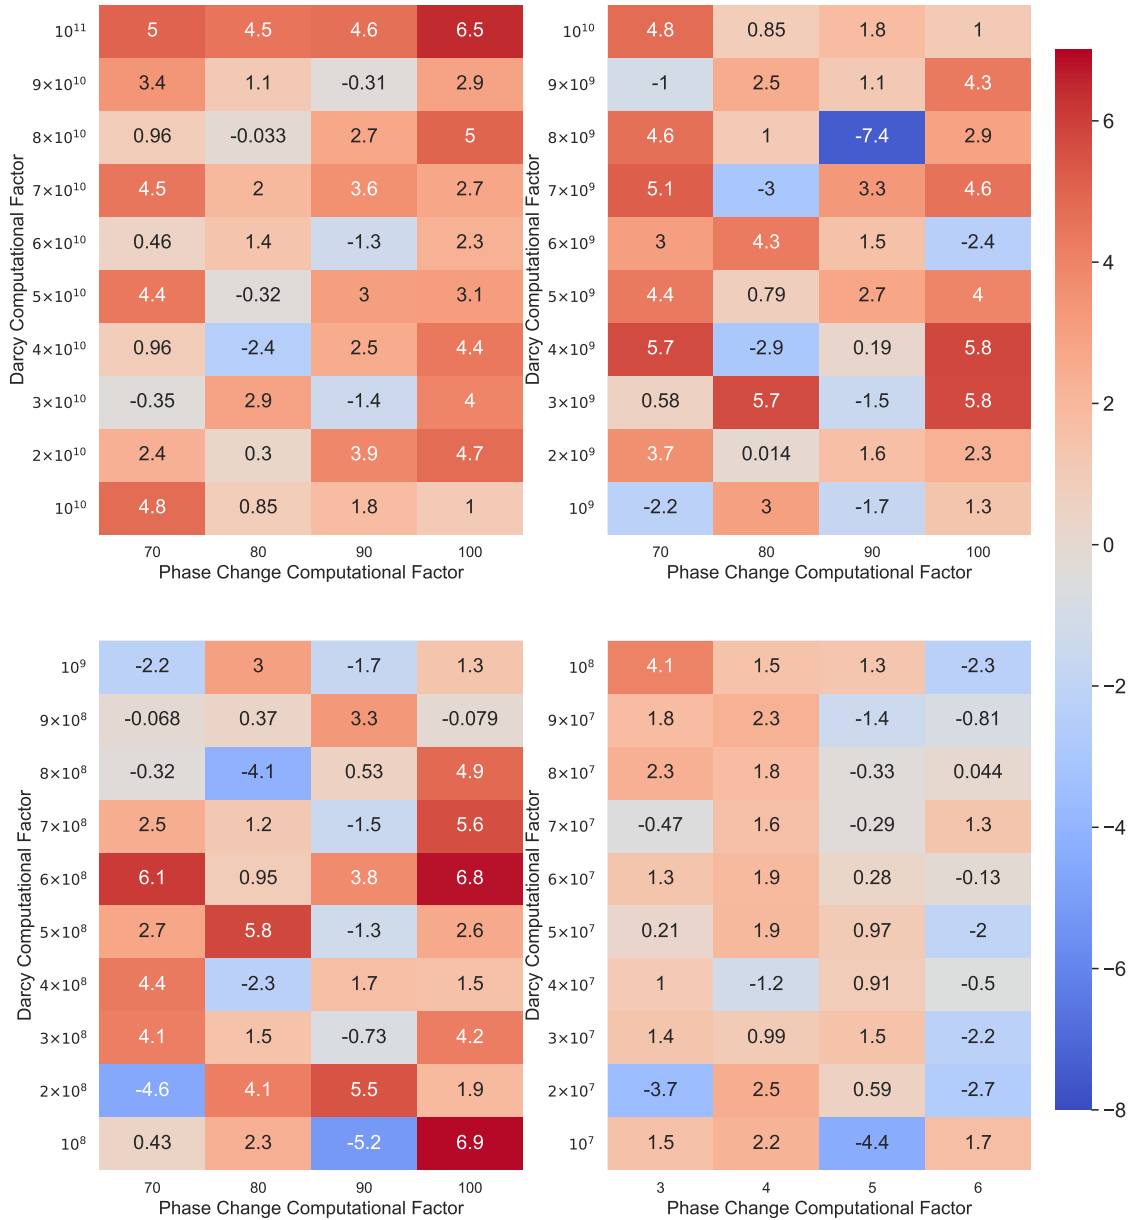 10¹¹ 5 4.5 4.6 6.5
9×10¹⁰ 3.4 1.1 -0.31 2.9
8×10¹⁰ 0.96 -0.033 2.7 5
7×10¹⁰ 4.5 2 3.6 2.7
6×10¹⁰ 0.46 1.4 -1.3 2.3
5×10¹⁰ 4.4 -0.32 3 3.1
4×10¹⁰ 0.96 -2.4 2.5 4.4
3×10¹⁰ -0.35 2.9 -1.4 4
2×10¹⁰ 2.4 0.3 3.9 4.7
10¹⁰ 4.8 0.85 1.8 1
70 80 90 100
Phase Change Computational Factor
Darcy Computational Factor
10¹⁰ 4.8 0.85 1.8 1
9×10⁹ -1 2.5 1.1 4.3
8×10⁹ 4.6 1 -7.4 2.9
7×10⁹ 5.1 -3 3.3 4.6
6×10⁹ 3 4.3 1.5 -2.4
5×10⁹ 4.4 0.79 2.7 4
4×10⁹ 5.7 -2.9 0.19 5.8
3×10⁹ 0.58 5.7 -1.5 5.8
2×10⁹ 3.7 0.014 1.6 2.3
10⁹ -2.2 3 -1.7 1.3
70 80 90 100
Phase Change Computational Factor
Darcy Computational Factor
10⁹ -2.2 3 -1.7 1.3
9×10⁸ -0.068 0.37 3.3 -0.079
8×10⁸ -0.32 -4.1 0.53 4.9
7×10⁸ 2.5 1.2 -1.5 5.6
6×10⁸ 6.1 0.95 3.8 6.8
5×10⁸ 2.7 5.8 -1.3 2.6
4×10⁸ 4.4 -2.3 1.7 1.5
3×10⁸ 4.1 1.5 -0.73 4.2
2×10⁸ -4.6 4.1 5.5 1.9
10⁸ 0.43 2.3 -5.2 6.9
70 80 90 100
Phase Change Computational Factor
Darcy Computational Factor
10⁸ 4.1 1.5 1.3 -2.3
9×10⁷ 1.8 2.3 -1.4 -0.81
8×10⁷ 2.3 1.8 -0.33 0.044
7×10⁷ -0.47 1.6 -0.29 1.3
6×10⁷ 1.3 1.9 0.28 -0.13
5×10⁷ 0.21 1.9 0.97 -2
4×10⁷ 1 -1.2 0.91 -0.5
3×10⁷ 1.4 0.99 1.5 -2.2
2×10⁷ -3.7 2.5 0.59 -2.7
10⁷ 1.5 2.2 -4.4 1.7
3 4 5 6
Phase Change Computational Factor
Darcy Computational Factor
6
4
2
0
−2
−4
−6
−8